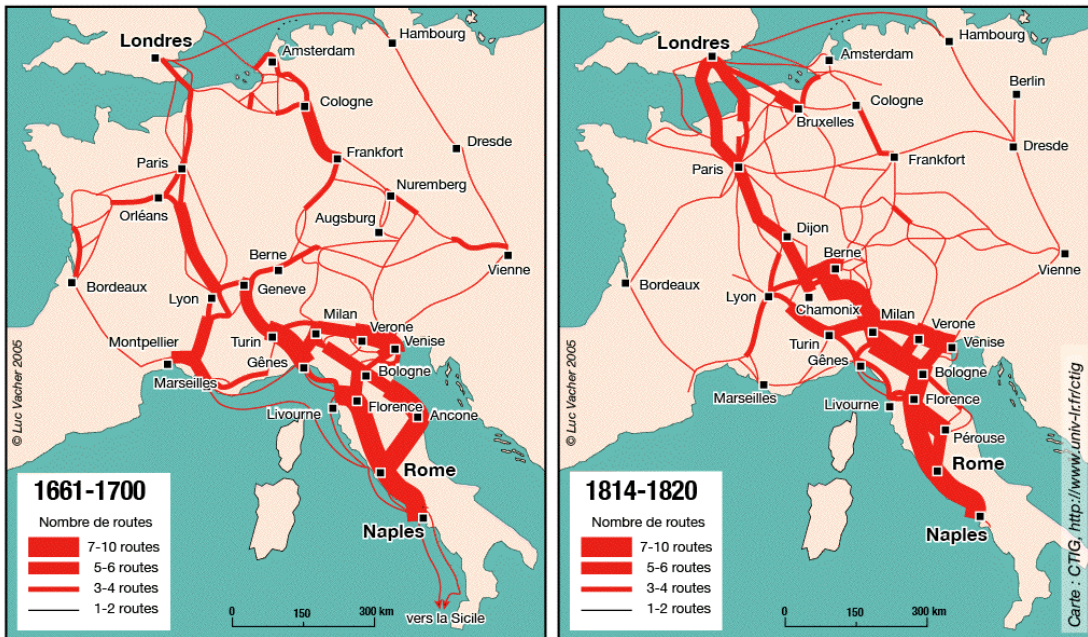 Londres
Hambourg
Amsterdam
Cologne
Dresde
Paris
Frankfort
Nuremberg
Orléans
Augsburg
Berne
Vienne
Bordeaux
Geneve
Lyon
Milan
Verone
Montpellier
Turin
Venise
Gênes
Marseilles
Bologne
Livourne
Florence
Ancone
Rome
Naples
vers la Sicile
© Luc Vacher 2005
1661-1700
Nombre de routes
7-10 routes
5-6 routes
3-4 routes
1-2 routes
0 150 300 km
Londres
Hambourg
Amsterdam
Berlin
Cologne
Bruxelles
Dresde
Paris
Frankfort
Dijon
Berne
Vienne
Bordeaux
Lyon
Chamonix
Milan
Verone
Turin
Venise
Gênes
Bologne
Marseilles
Livourne
Florence
Pérouse
Rome
Naples
© Luc Vacher 2005
1814-1820
Nombre de routes
7-10 routes
5-6 routes
3-4 routes
1-2 routes
0 150 300 km
Carte : CTIG, http://www.univ-lr.fr/ctig